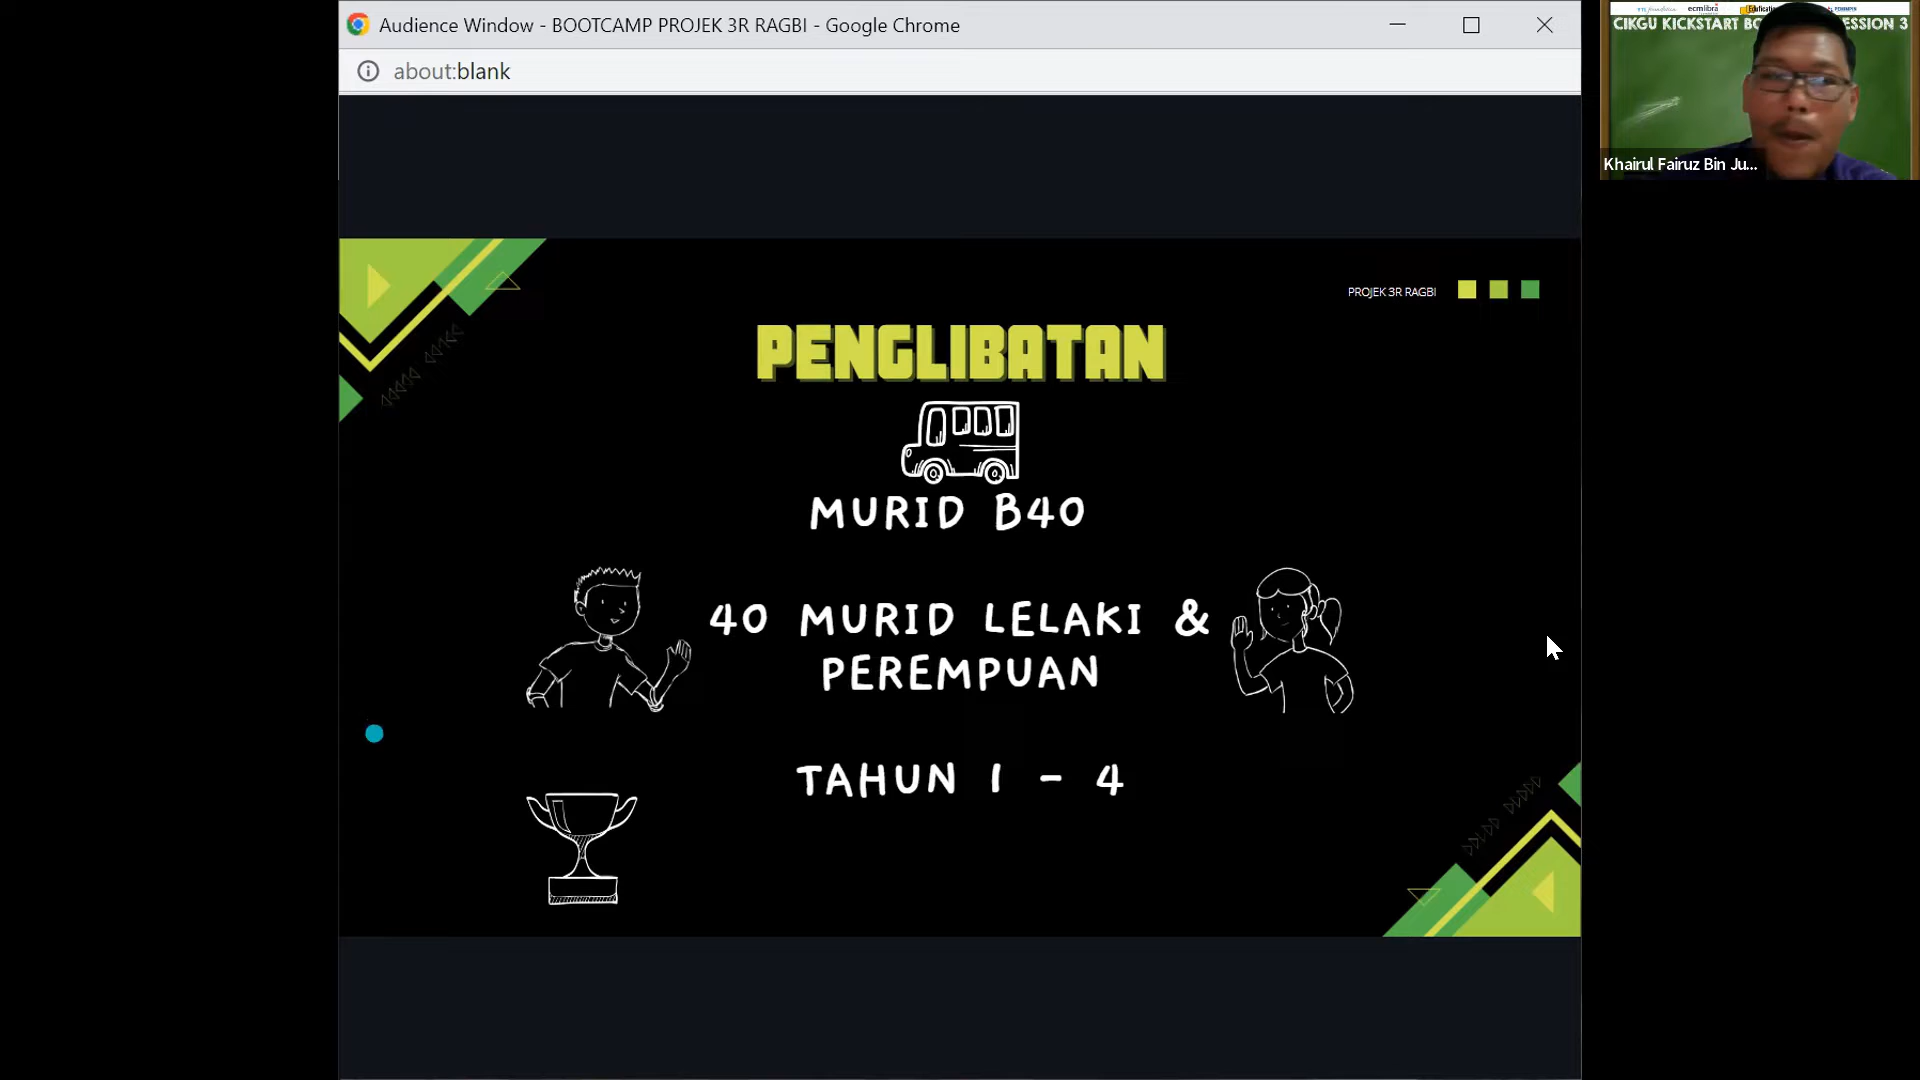 Audience Window - BOOTCAMP PROJEK 3R RAGBI - Google Chrome
about:blank
PROJEK 3R RAGBI
PENGLIBATAN
MURID B40
40 MURID LELAKI &
PEREMPUAN
TAHUN 1 - 4
ecmlibra
CIKGU KICKSTART
ESSION 3
Khairul Fairuz Bin Ju...